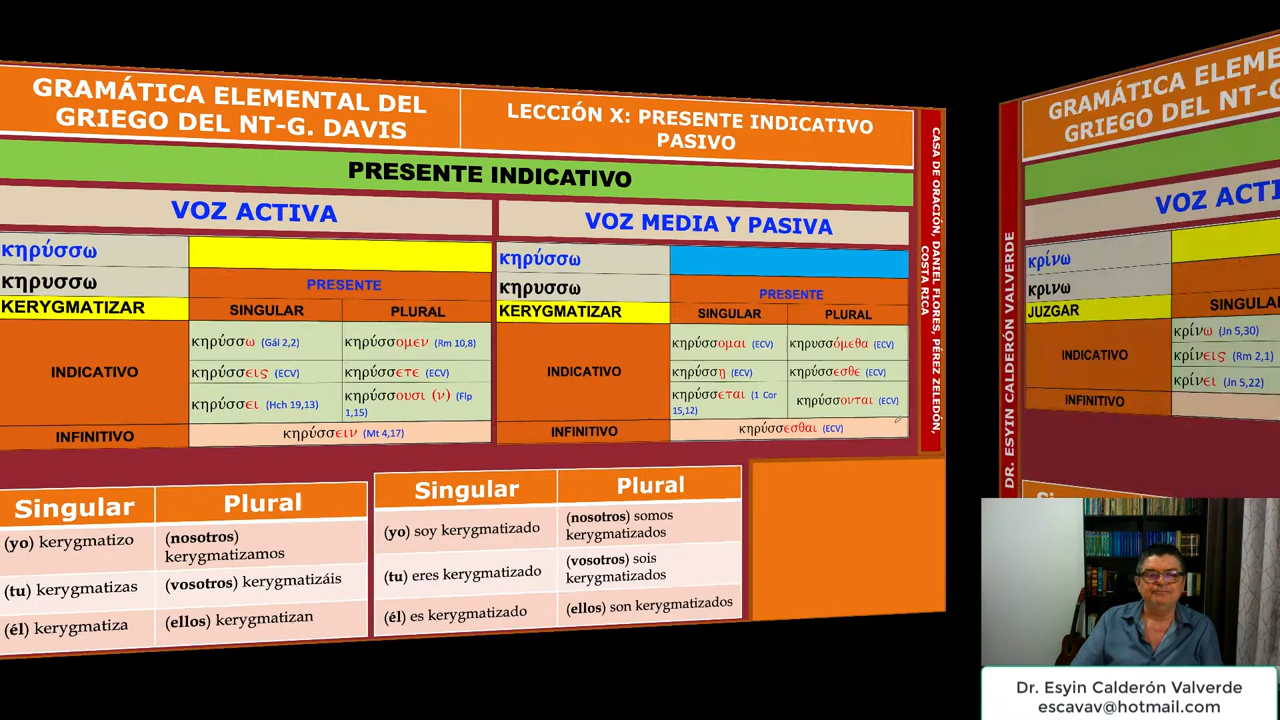 GRAMÁTICA ELEMENTAL DEL
GRIEGO DEL NT-G. DAVIS
LECCIÓN X: PRESENTE INDICATIVO
PASIVO
PRESENTE INDICATIVO
VOZ ACTIVA
VOZ MEDIA Y PASIVA
κηρύσσω
κηρυσσω
PRESENTE
KERYGMATIZAR
SINGULAR
PLURAL
INDICATIVO
κηρύσσω (Gál 2,2)
κηρύσσομεν (Rm 10,8)
κηρύσσεις (ECV)
κηρύσσετε (ECV)
κηρύσσει (Hch 19,13)
κηρύσσουσι (ν) (Flp
1,15)
INFINITIVO
κηρύσσειν (Mt 4,17)
κηρύσσω
κηρυσσω
PRESENTE
KERYGMATIZAR
SINGULAR
PLURAL
INDICATIVO
κηρύσσομαι (ECV)
κηρυσσόμεθα (ECV)
κηρύσσῃ (ECV)
κηρύσσεσθε (ECV)
κηρύσσεται (1 Cor
15,12)
κηρύσσονται (ECV)
INFINITIVO
κηρύσσεσθαι (ECV)
CASA DE ORACIÓN, DANIEL FLORES, PÉREZ ZELEDÓN,
COSTA RICA
Singular
Plural
(yo) kerygmatizo
(nosotros)
kerygmatizamos
(tu) kerygmatizas
(vosotros) kerygmatizáis
(él) kerygmatiza
(ellos) kerygmatizan
Singular
Plural
(yo) soy kerygmatizado
(nosotros) somos
kerygmatizados
(tu) eres kerygmatizado
(vosotros) sois
kerygmatizados
(él) es kerygmatizado
(ellos) son kerygmatizados
DR. ESVIN CALDERÓN VALVERDE
GRAMÁTICA ELEME
GRIEGO DEL N
VOZ ACTI
κρίνω
κρινω
JUZGAR
SINGULAR
INDICATIVO
κρίνω (Jn 5,30)
κρίνεις (Rm 2,1)
κρίνει (Jn 5,22)
INFINITIVO
Dr. Esyin Calderón Valverde
escavav@hotmail.com